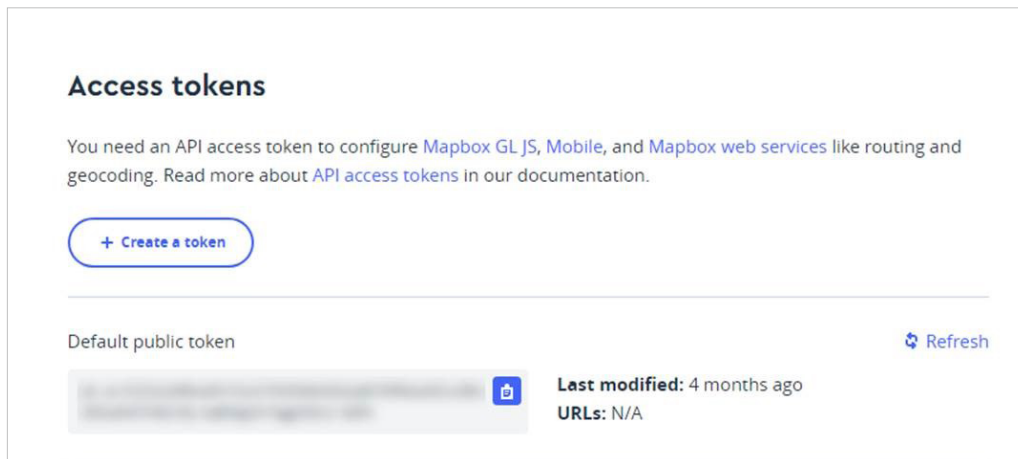 Access tokens
You need an API access token to configure Mapbox GL JS, Mobile, and Mapbox web services like routing and
geocoding. Read more about API access tokens in our documentation.
+ Create a token
Default public token
Refresh
Last modified: 4 months ago
URLs: N/A